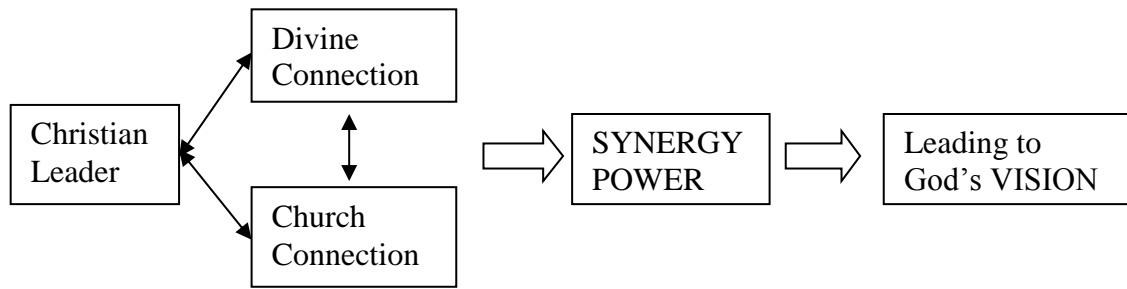 Divine
Connection
Christian
Leader
Church
Connection
SYNERGY
POWER
Leading to
God’s VISION